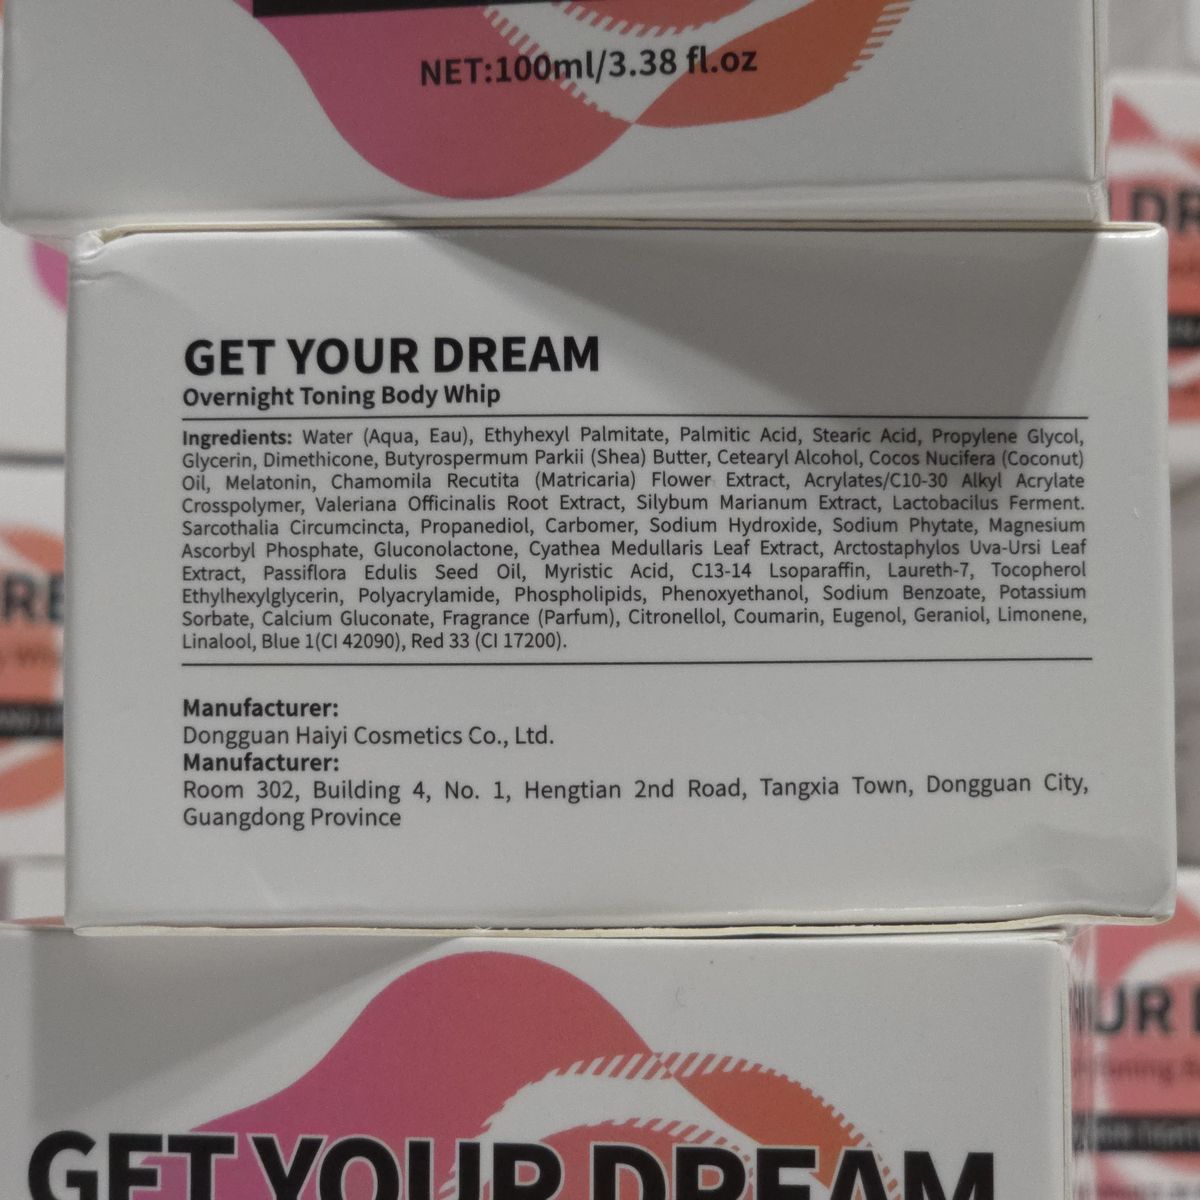 NET:100ml/3.38 fl.oz
GET YOUR DREAM
Overnight Toning Body Whip
Ingredients: Water (Aqua, Eau), Ethyhexyl Palmitate, Palmitic Acid, Stearic Acid, Propylene Glycol,
Glycerin, Dimethicone, Butyrospermum Parkii (Shea) Butter, Cetearyl Alcohol, Cocos Nucifera (Coconut)
Oil, Melatonin, Chamomila Recutita (Matricaria) Flower Extract, Acrylates/C10-30 Alkyl Acrylate
Crosspolymer, Valeriana Officinalis Root Extract, Silybum Marianum Extract, Lactobacilus Ferment.
Sarcothalia Circumcincta, Propanediol, Carbomer, Sodium Hydroxide, Sodium Phytate, Magnesium
Ascorbyl Phosphate, Gluconolactone, Cyathea Medullaris Leaf Extract, Arctostaphylos Uva-Ursi Leaf
Extract, Passiflora Edulis Seed Oil, Myristic Acid, C13-14 Lsoparaffin, Laureth-7, Tocopherol
Ethylhexylglycerin, Polyacrylamide, Phospholipids, Phenoxyethanol, Sodium Benzoate, Potassium
Sorbate, Calcium Gluconate, Fragrance (Parfum), Citronellol, Coumarin, Eugenol, Geraniol, Limonene,
Linalool, Blue 1(CI 42090), Red 33 (CI 17200).
Manufacturer:
Dongguan Haiyi Cosmetics Co., Ltd.
Manufacturer:
Room 302, Building 4, No. 1, Hengtian 2nd Road, Tangxia Town, Dongguan City,
Guangdong Province
GET YOUR DREAM